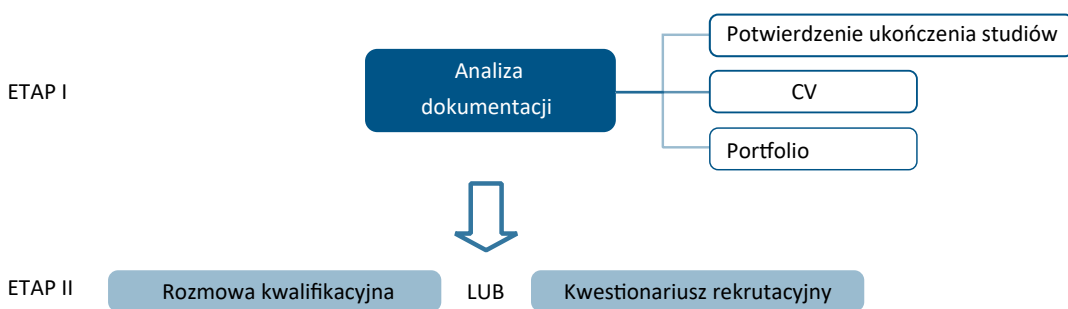 Potwierdzenie ukończenia studiów
ETAP I
Analiza
dokumentacji
CV
Portfolio
ETAP II
Rozmowa kwalifikacyjna
LUB
Kwestionariusz rekrutacyjny